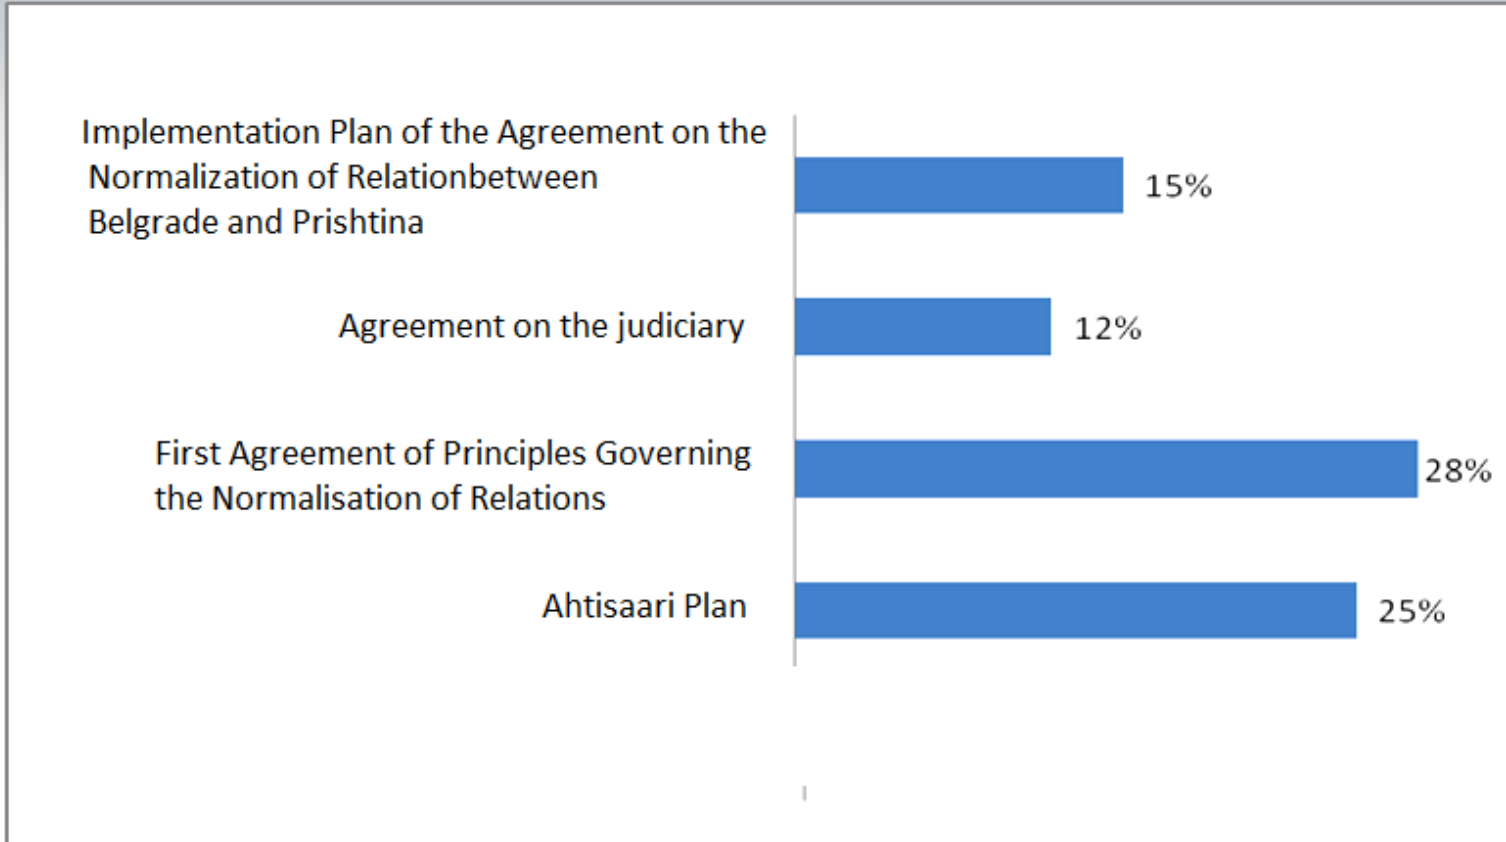 Implementation Plan of the Agreement on the
Normalization of Relationbetween
Belgrade and Prishtina
15%
Agreement on the judiciary
12%
First Agreement of Principles Governing
the Normalisation of Relations
28%
Ahtisaari Plan
25%